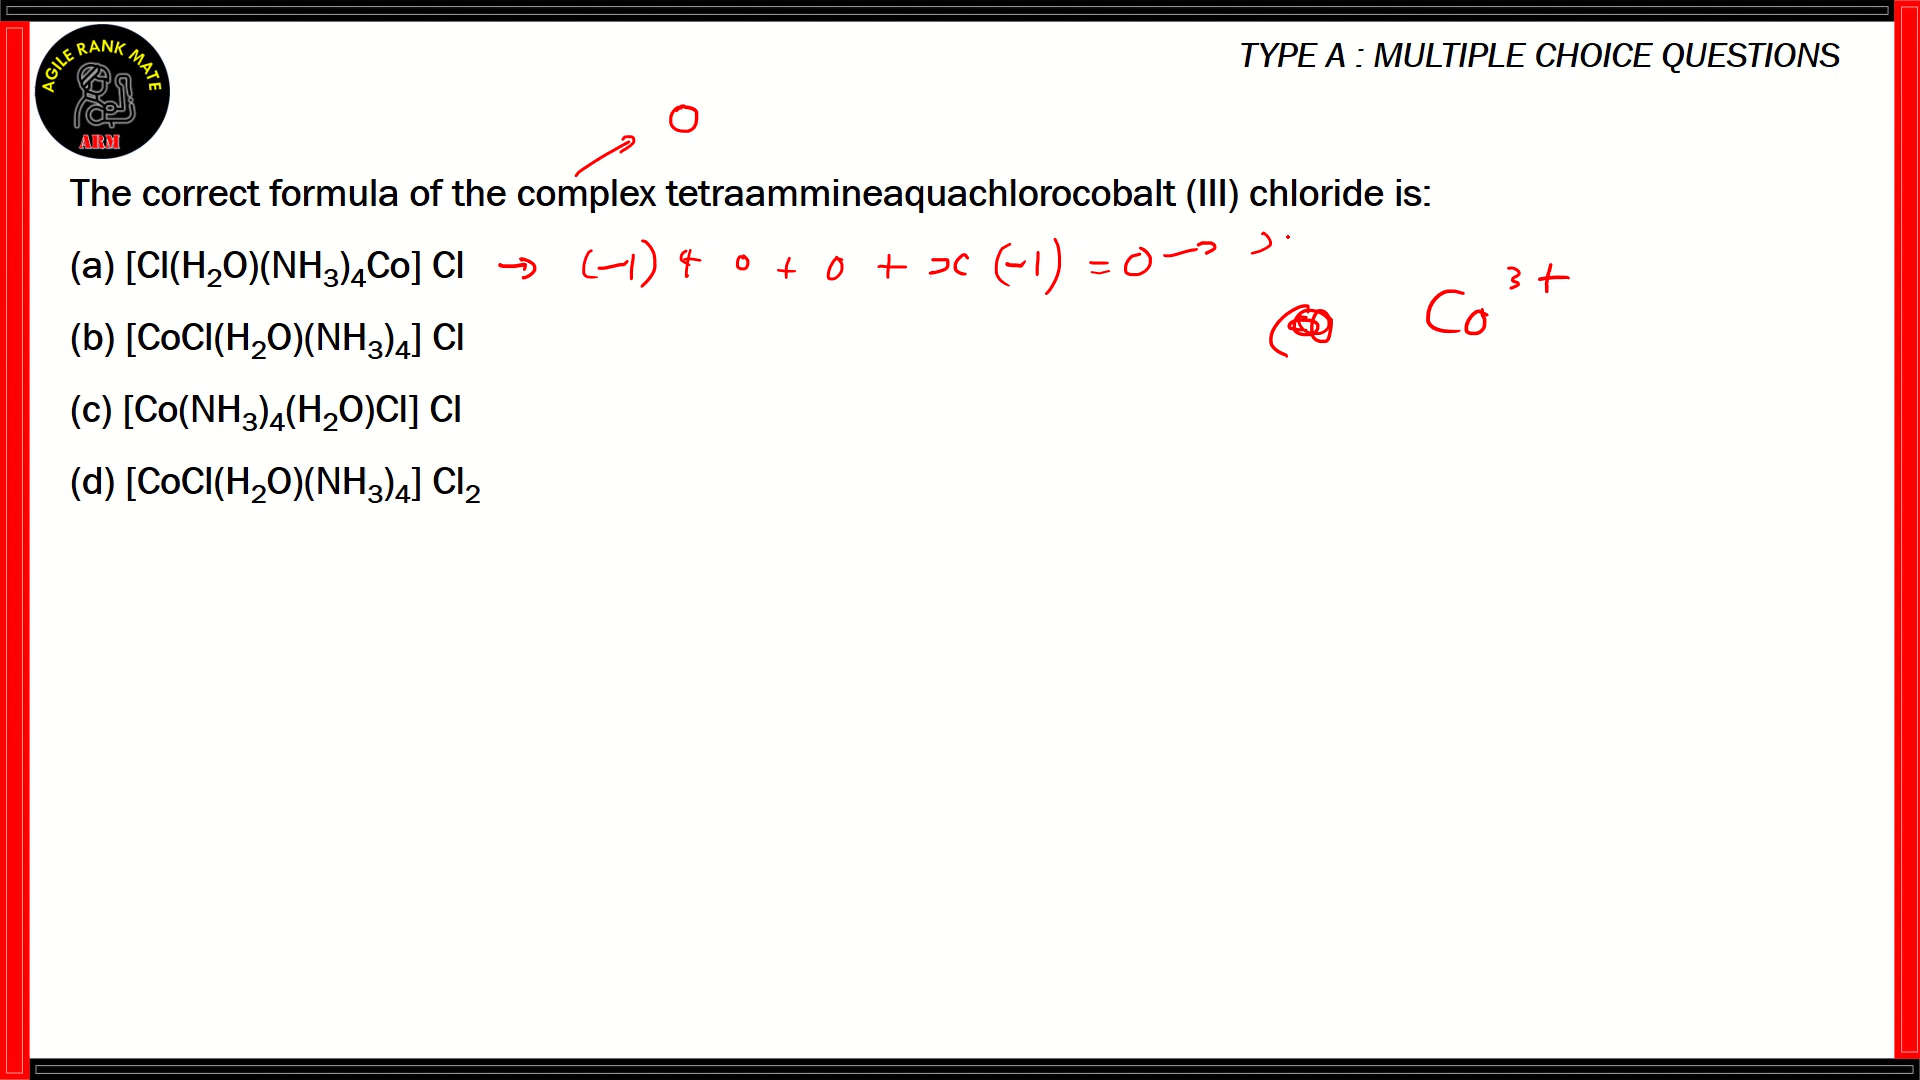 AGILE RANK MATE
ARM
TYPE A : MULTIPLE CHOICE QUESTIONS
0
The correct formula of the complex tetraammineaquachlorocobalt (III) chloride is:
(a) [Cl(H₂O)(NH₃)₄Co] Cl → (-1) + 0 + 0 + x (-1) = 0 →
Co³⁺
(b) [CoCl(H₂O)(NH₃)₄] Cl
(c) [Co(NH₃)₄(H₂O)Cl] Cl
(d) [CoCl(H₂O)(NH₃)₄] Cl₂